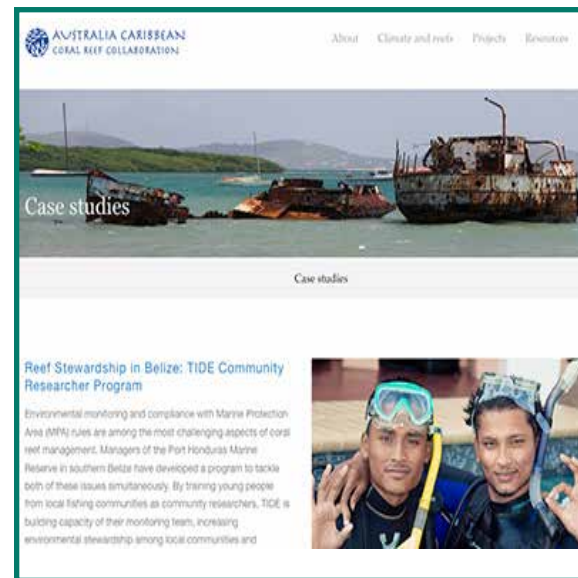 AUSTRALIA CARIBBEAN
CORAL REEF COLLABORATION
About Climate and reefs Projects Resources
Case studies
Case studies
Reef Stewardship in Belize: TIDE Community
Researcher Program
Environmental monitoring and compliance with Marine Protection
Area (MPA) rules are among the most challenging aspects of coral
reef management. Managers of the Port Honduras Marine
Reserve in southern Belize have developed a program to tackle
both of these issues simultaneously. By training young people
from local fishing communities as community researchers, TIDE is
building capacity of their monitoring team, increasing
environmental stewardship among local communities and